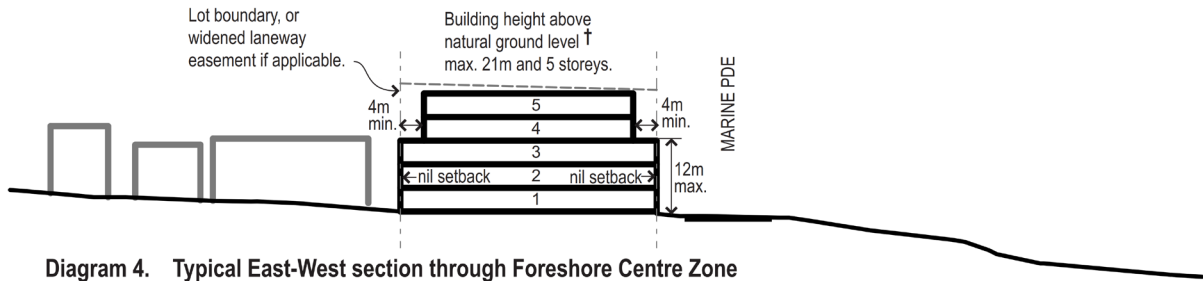 Lot boundary, or
widened laneway
easement if applicable.
Building height above
natural ground level †
max. 21m and 5 storeys.
MARINE PDE
4m
min.
5
4
4m
min.
3
nil setback 2 nil setback
1
12m
max.
Diagram 4. Typical East-West section through Foreshore Centre Zone